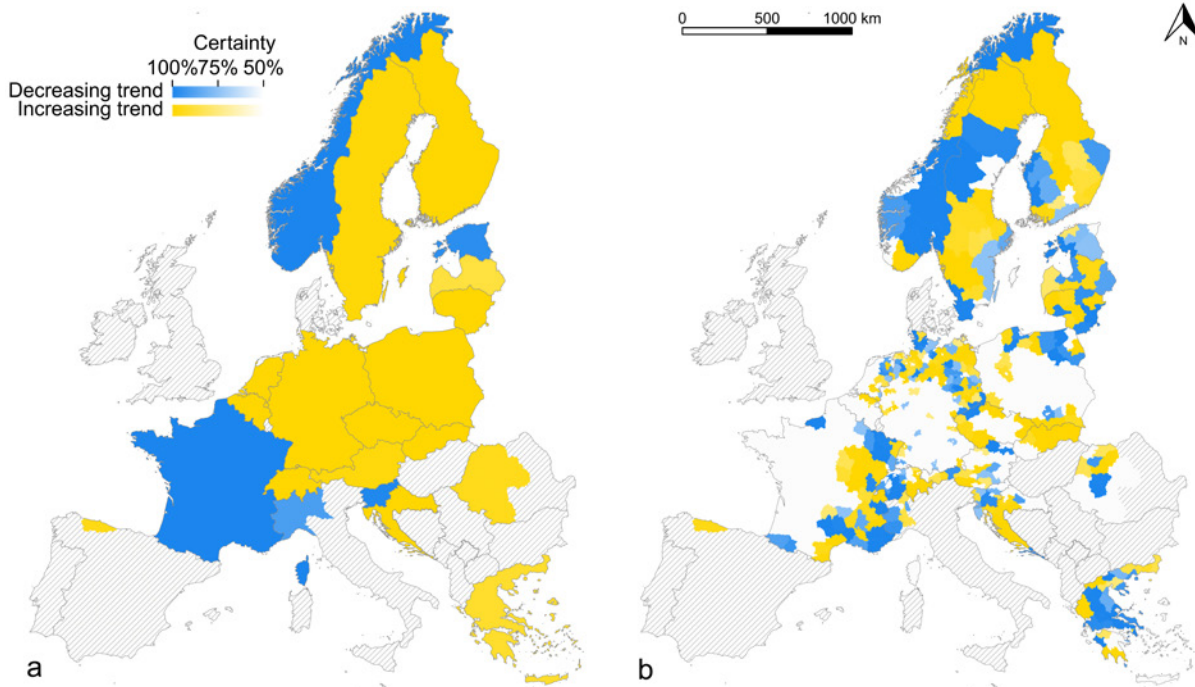 Certainty
100% 75% 50%
Decreasing trend
Increasing trend
0 500 1000 km
N
a
b